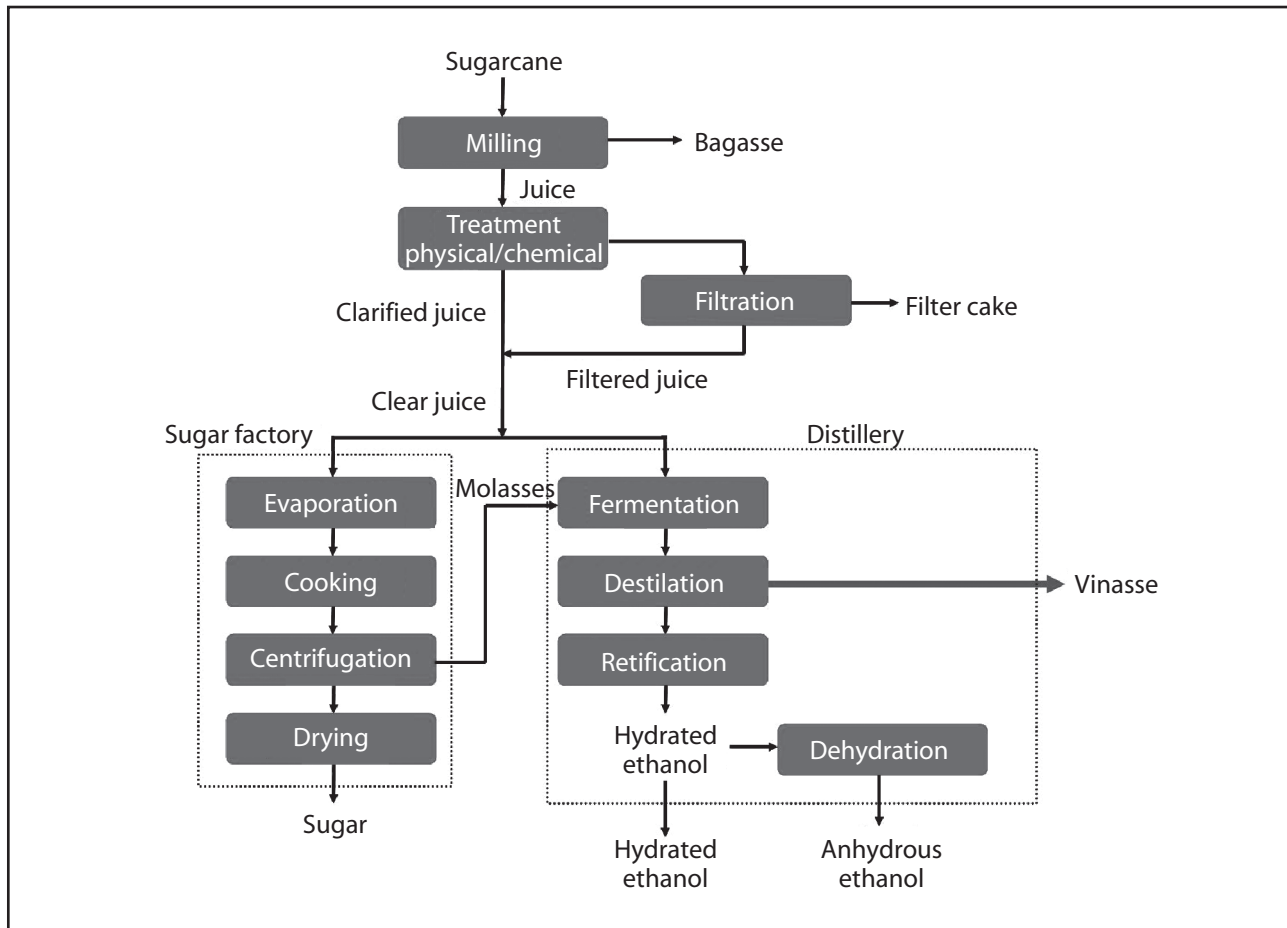 Sugarcane
Milling
Bagasse
Juice
Treatment
physical/chemical
Filtration
Filter cake
Clarified juice
Filtered juice
Clear juice
Sugar factory
Distillery
Evaporation
Molasses
Fermentation
Cooking
Destilation
Vinasse
Centrifugation
Retification
Drying
Hydrated
ethanol
Dehydration
Sugar
Hydrated
ethanol
Anhydrous
ethanol